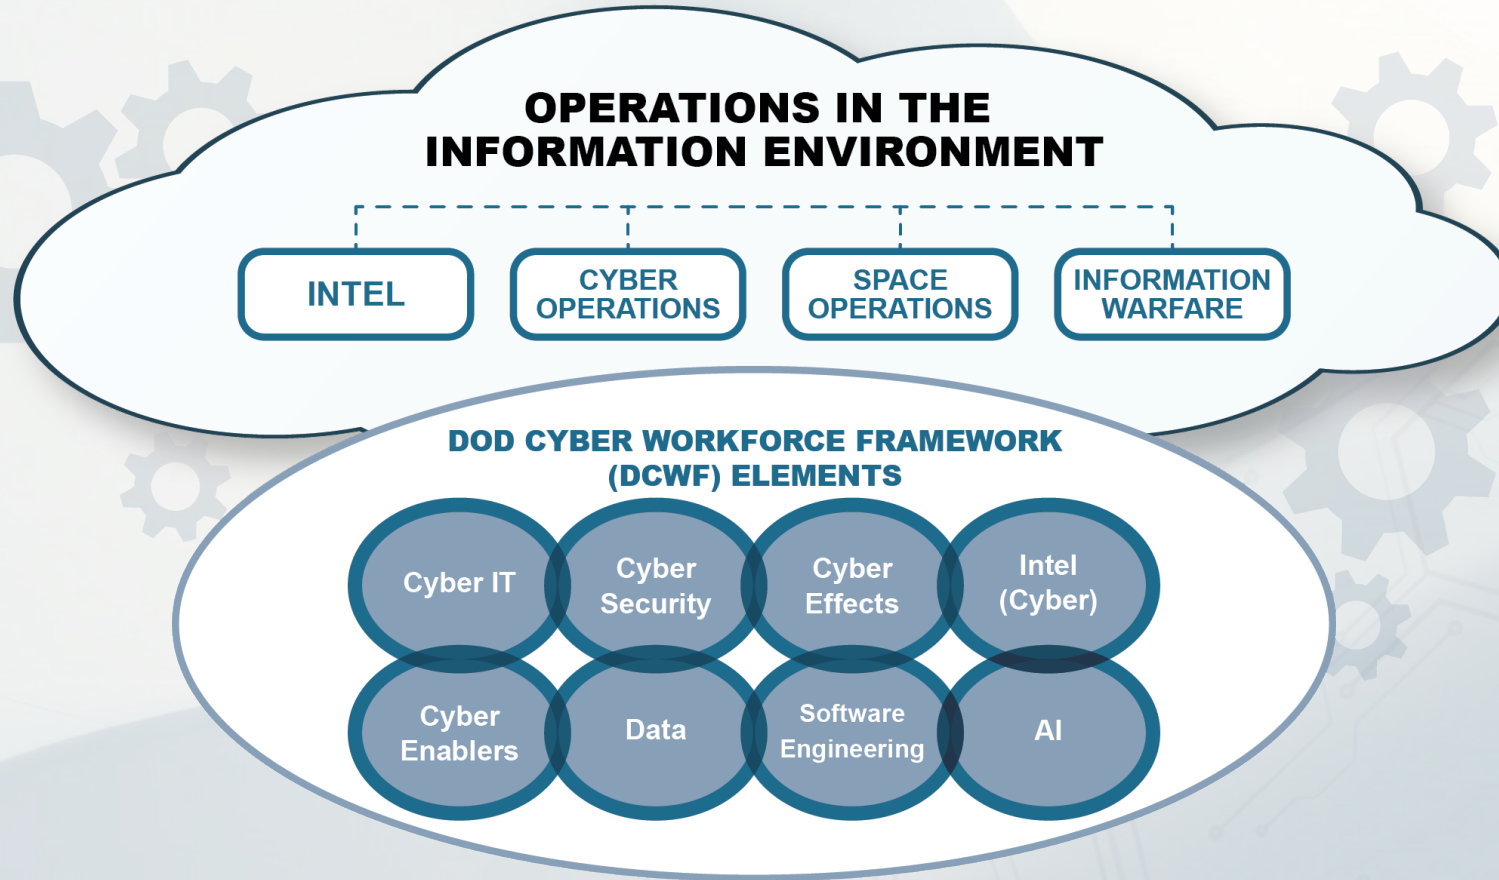 OPERATIONS IN THE
INFORMATION ENVIRONMENT
INTEL
CYBER
OPERATIONS
SPACE
OPERATIONS
INFORMATION
WARFARE
DOD CYBER WORKFORCE FRAMEWORK
(DCWF) ELEMENTS
Cyber IT
Cyber
Security
Cyber
Effects
Intel
(Cyber)
Cyber
Enablers
Data
Software
Engineering
AI